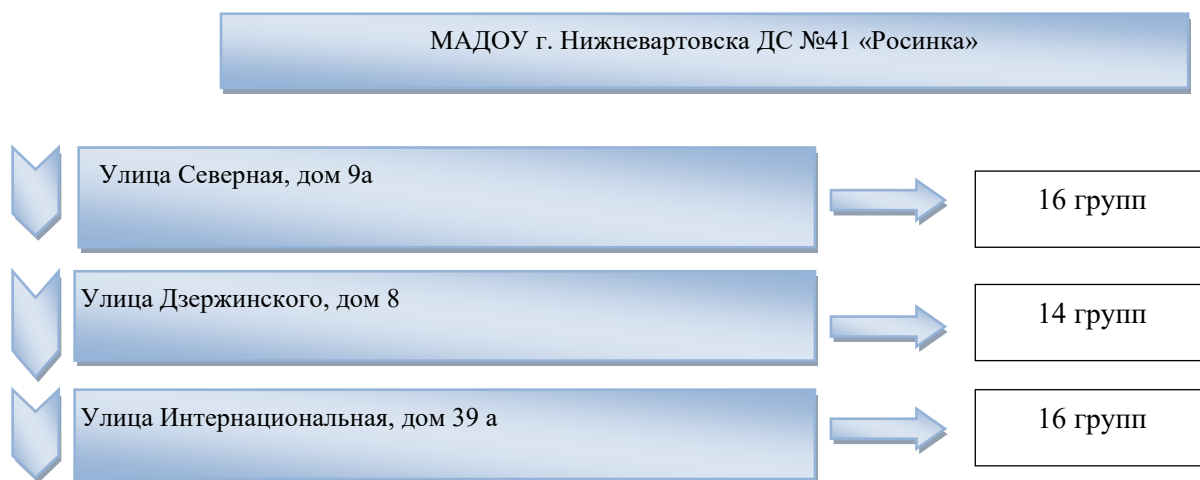 МАДОУ г. Нижневартовска ДС №41 «Росинка»
Улица Северная, дом 9а
16 групп
Улица Дзержинского, дом 8
14 групп
Улица Интернациональная, дом 39 а
16 групп